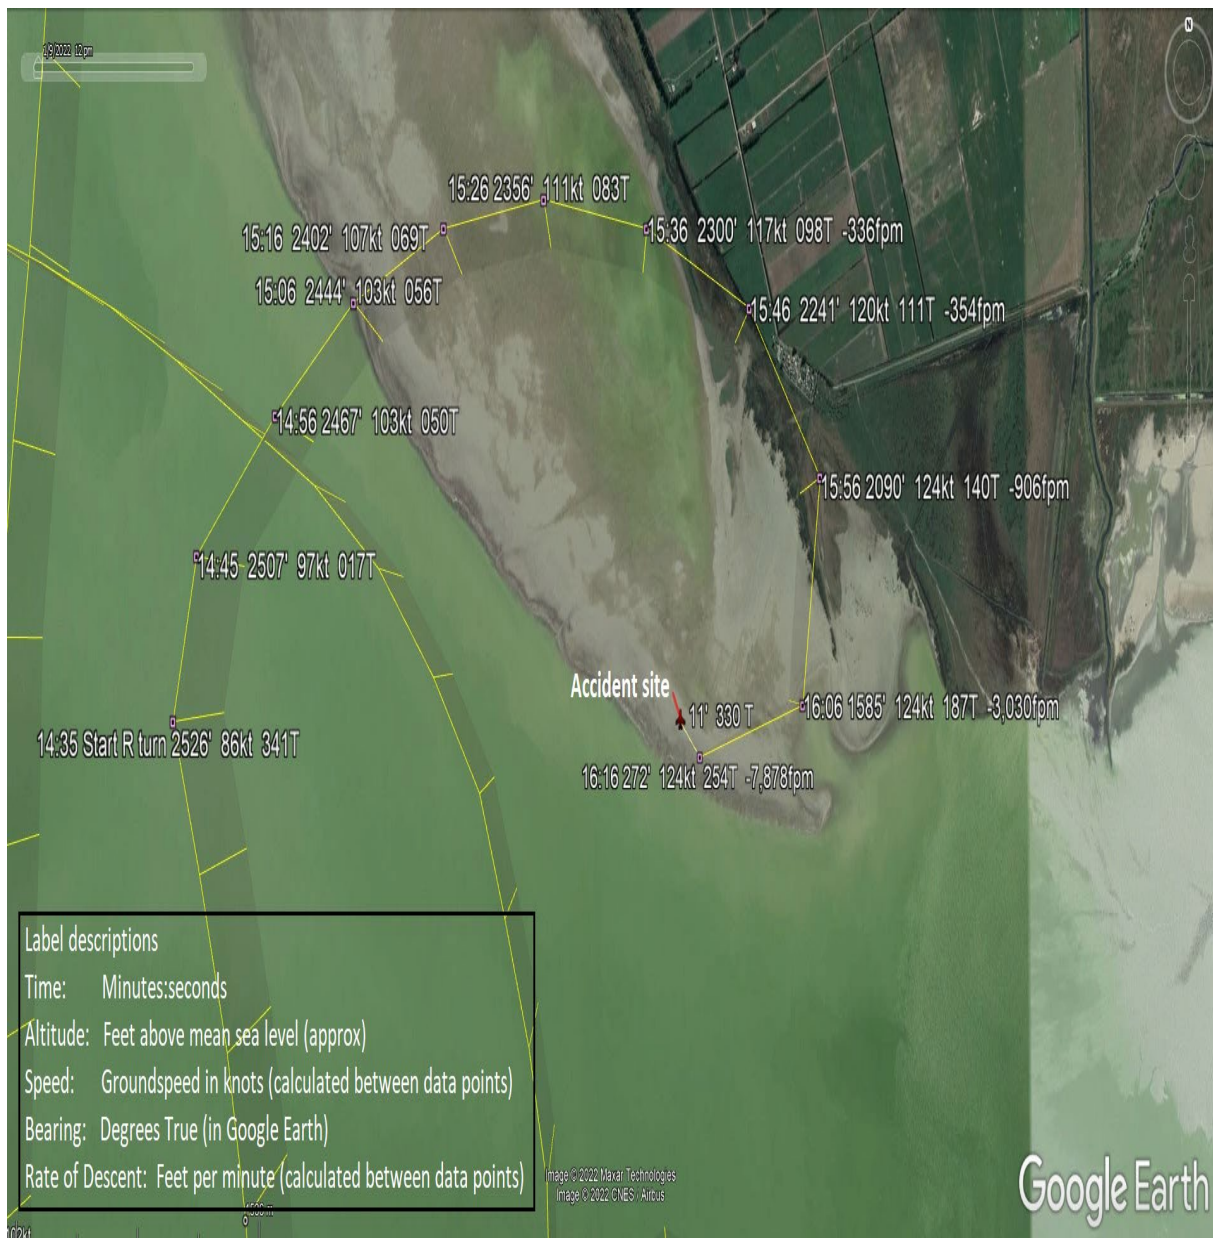 1/9/2022 12 pm
N
15:26 2356' 111kt 083T
15:16 2402' 107kt 069T
15:36 2300' 117kt 098T -336fpm
15:06 2444' 103kt 056T
15:46 2241' 120kt 111T -354fpm
14:56 2467' 103kt 050T
15:56 2090' 124kt 140T -906fpm
14:45 2507' 97kt 017T
Accident site
11' 330 T
16:06 1585' 124kt 187T -3,030fpm
14:35 Start R turn 2526' 86kt 341T
16:16 272' 124kt 254T -7,878fpm
Label descriptions
Time: Minutes:seconds
Altitude: Feet above mean sea level (approx)
Speed: Groundspeed in knots (calculated between data points)
Bearing: Degrees True (in Google Earth)
Rate of Descent: Feet per minute (calculated between data points)
Image © 2022 Maxar Technologies
Image © 2022 CNES / Airbus
Google Earth